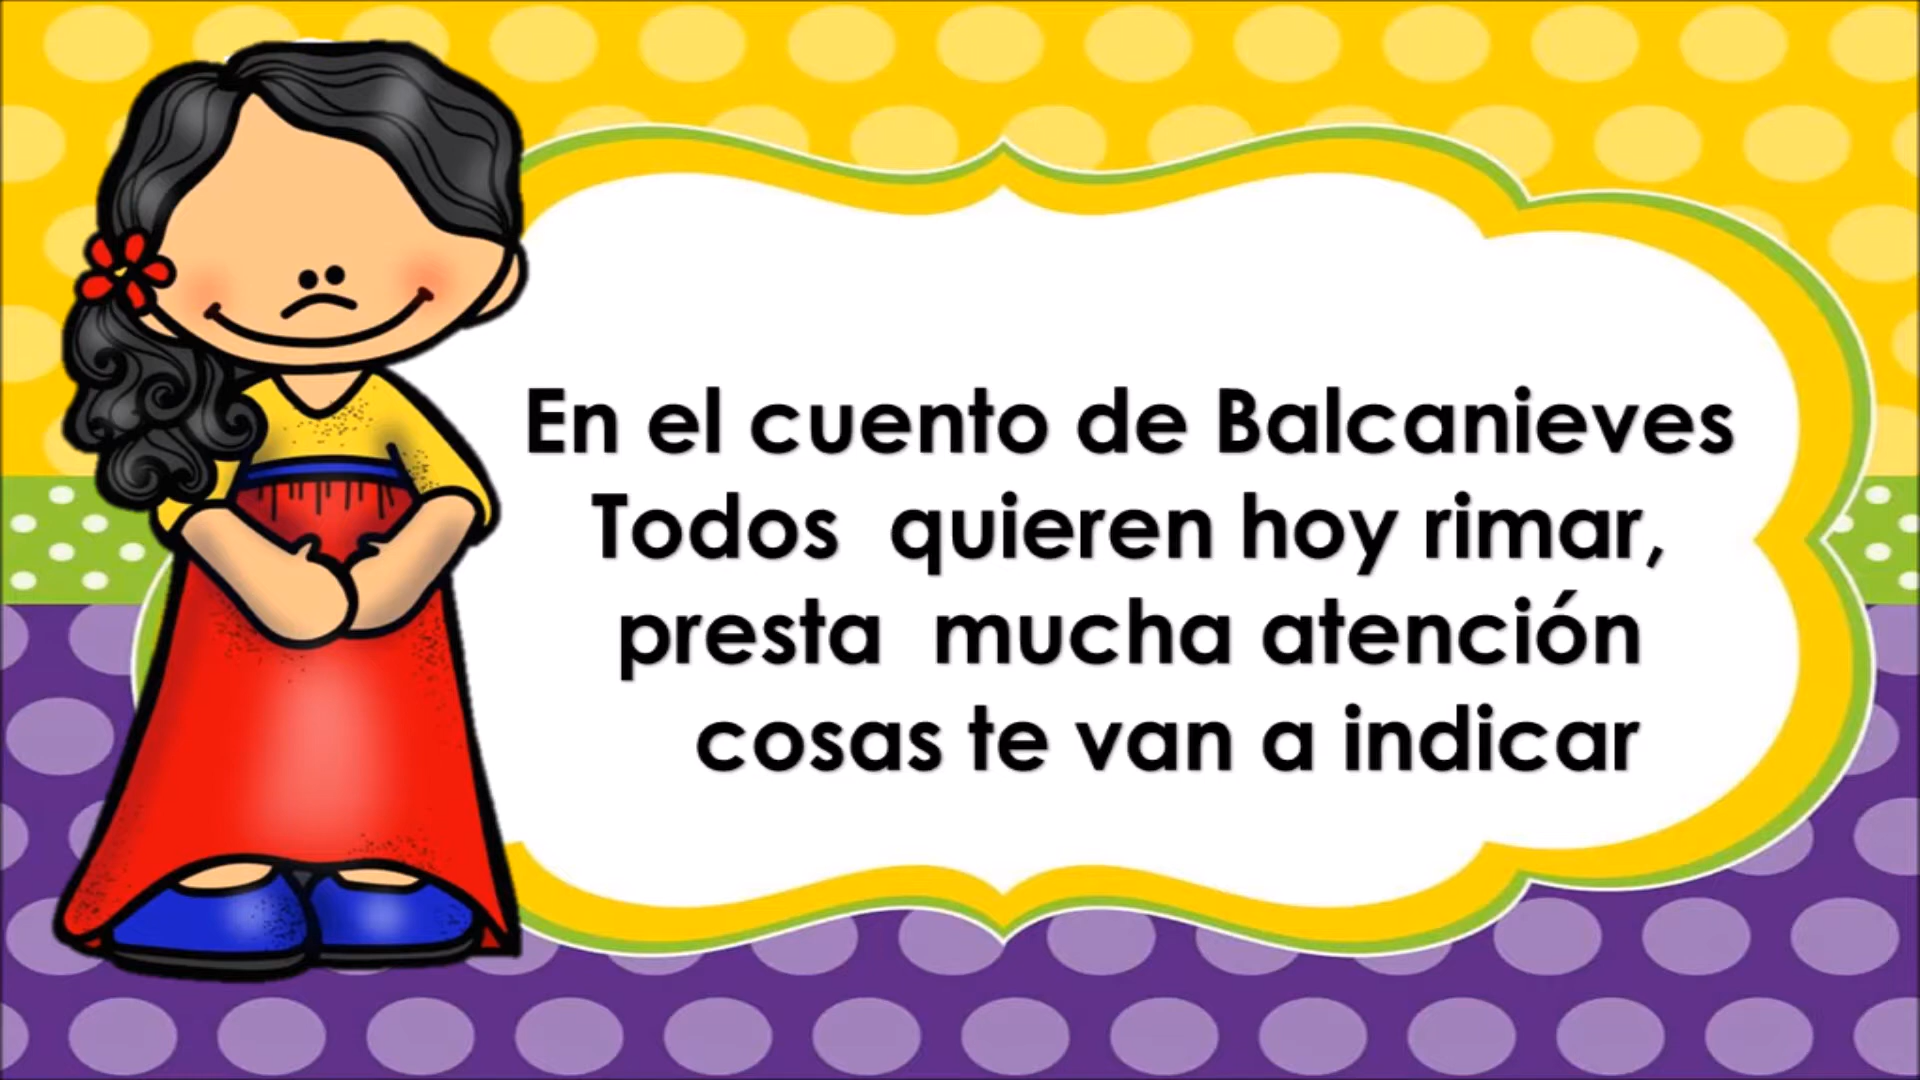 En el cuento de Balcanieves
Todos quieren hoy rimar,
presta mucha atención
cosas te van a indicar